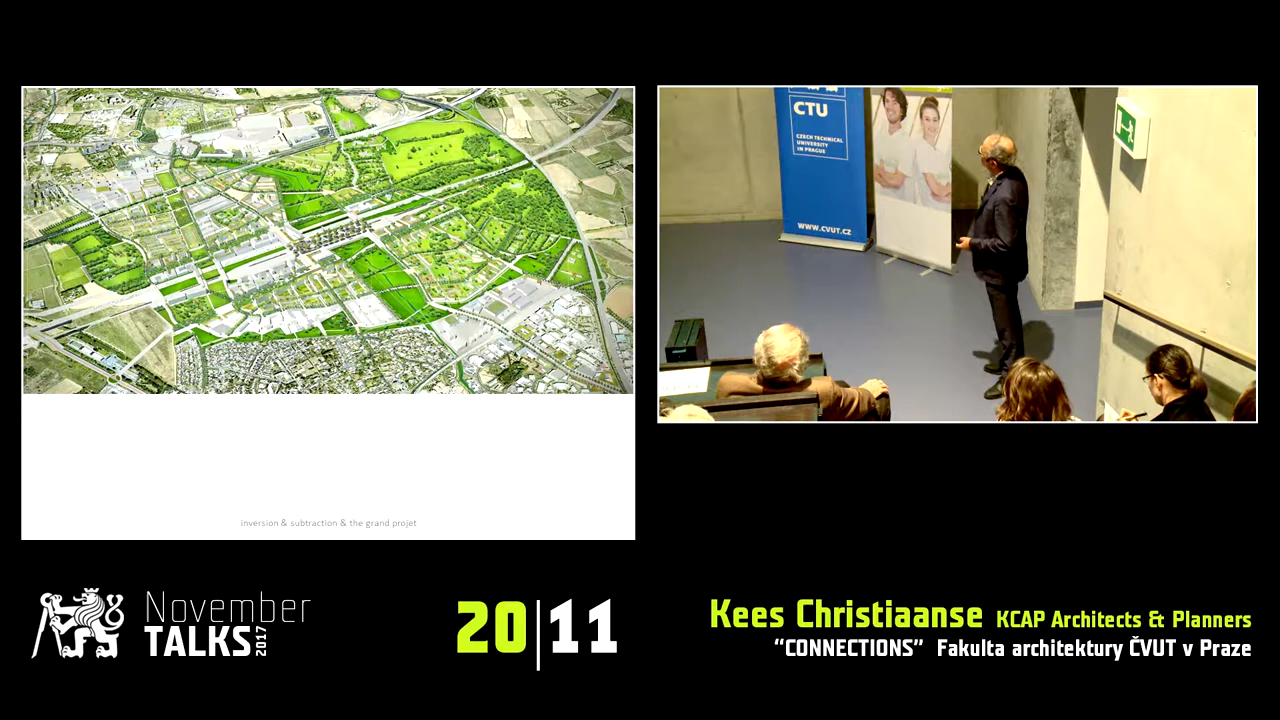 inversion & subtraction & the grand projet
CTU
CZECH TECHNICAL
UNIVERSITY
IN PRAGUE
WWW.CVUT.CZ
November
TALKS 2017
20|11
Kees Christiaanse KCAP Architects & Planners
“CONNECTIONS” Fakulta architektury ČVUT v Praze